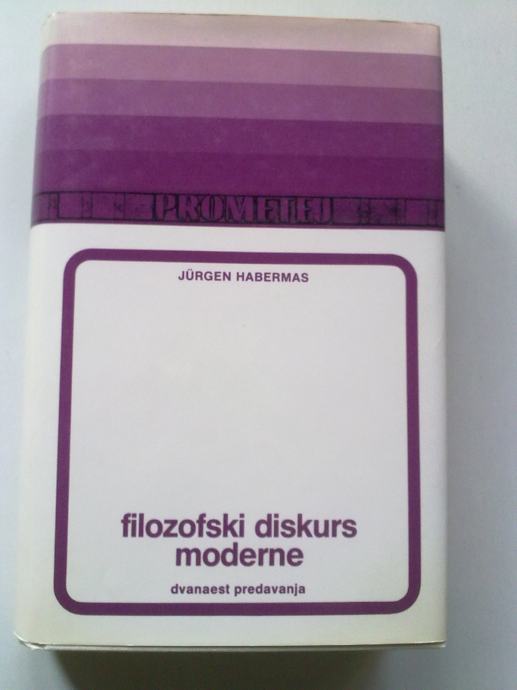 PROMETEJ
JÜRGEN HABERMAS
filozofski diskurs
moderne
dvanaest predavanja